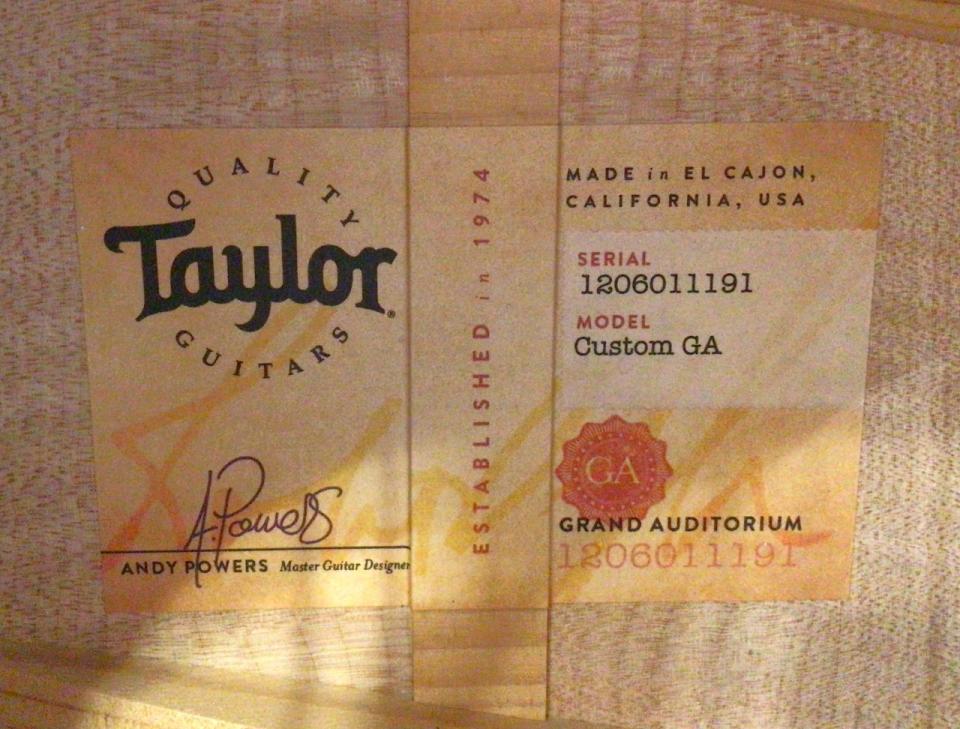 QUALITY
Taylor®
GUITARS
A. Powers
ANDY POWERS Master Guitar Designer
ESTABLISHED in 1974
MADE in EL CAJON,
CALIFORNIA, USA
SERIAL
1206011191
MODEL
Custom GA
GA
GRAND AUDITORIUM
1206011191